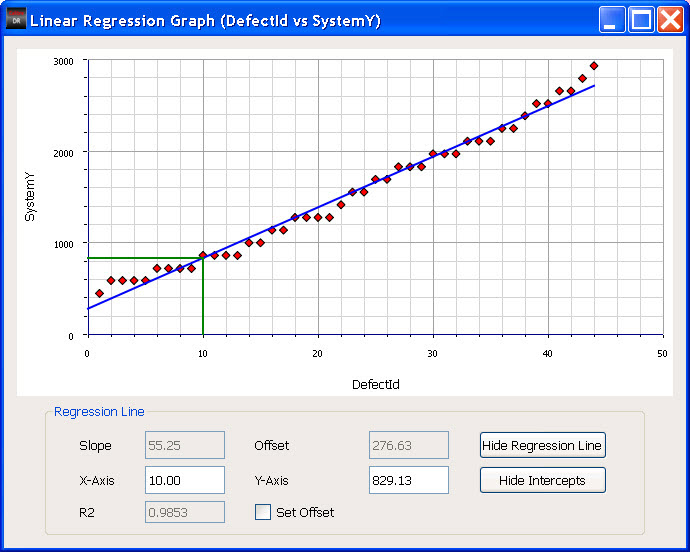 DR Linear Regression Graph (DefectId vs SystemY)
3000
2000
1000
0
SystemY
0 10 20 30 40 50
DefectId
Regression Line
Slope 55.25 Offset 276.63 Hide Regression Line
X-Axis 10.00 Y-Axis 829.13 Hide Intercepts
R2 0.9853 Set Offset